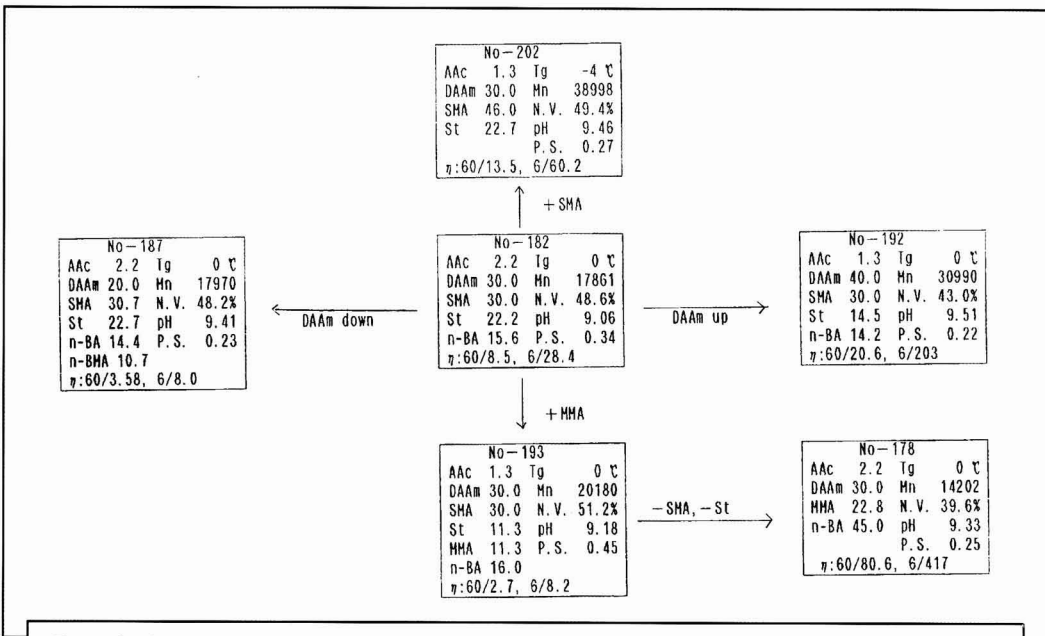 No-202
AAc 1.3 Tg -4 ℃
DAAm 30.0 Mn 38998
SMA 46.0 N.V. 49.4%
St 22.7 pH 9.46
P.S. 0.27
η:60/13.5, 6/60.2
+SMA
No-187
AAc 2.2 Tg 0 ℃
DAAm 20.0 Mn 17970
SMA 30.7 N.V. 48.2%
St 22.7 pH 9.41
n-BA 14.4 P.S. 0.23
n-BMA 10.7
η:60/3.58, 6/8.0
DAAm down
No-182
AAc 2.2 Tg 0 ℃
DAAm 30.0 Mn 17861
SMA 30.0 N.V. 48.6%
St 22.2 pH 9.06
n-BA 15.6 P.S. 0.34
η:60/8.5, 6/28.4
DAAm up
No-192
AAc 1.3 Tg 0 ℃
DAAm 40.0 Mn 30990
SMA 30.0 N.V. 43.0%
St 14.5 pH 9.51
n-BA 14.2 P.S. 0.22
η:60/20.6, 6/203
+MMA
No-193
AAc 1.3 Tg 0 ℃
DAAm 30.0 Mn 20180
SMA 30.0 N.V. 51.2%
St 11.3 pH 9.18
MMA 11.3 P.S. 0.45
n-BA 16.0
η:60/2.7, 6/8.2
-SMA, -St
No-178
AAc 2.2 Tg 0 ℃
DAAm 30.0 Mn 14202
MMA 22.8 N.V. 39.6%
n-BA 45.0 pH 9.33
P.S. 0.25
η:60/80.6, 6/417